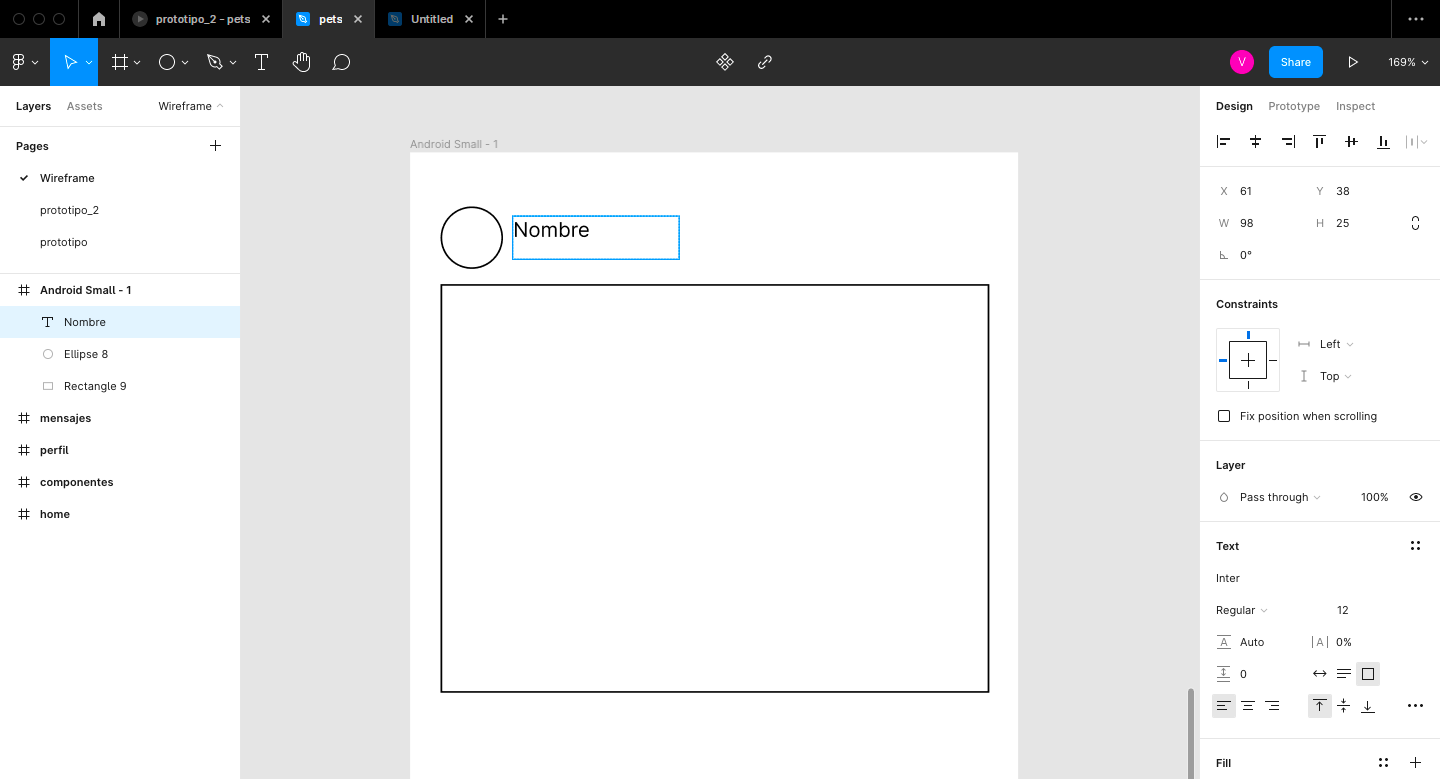 prototipo_2 - pets
pets
Untitled
V
Share
169%
Layers
Assets
Wireframe
Pages
Wireframe
prototipo_2
prototipo
Android Small - 1
Nombre
Ellipse 8
Rectangle 9
mensajes
perfil
componentes
home
Android Small - 1
Nombre
Design
Prototype
Inspect
X 61
Y 38
W 98
H 25
0°
Constraints
Left
Top
Fix position when scrolling
Layer
Pass through
100%
Text
Inter
Regular
12
A Auto
A 0%
0
Fill